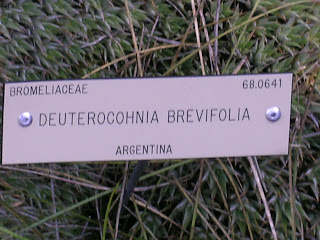 BROMELIACEAE 68.0641
DEUTEROCOHNIA BREVIFOLIA
ARGENTINA